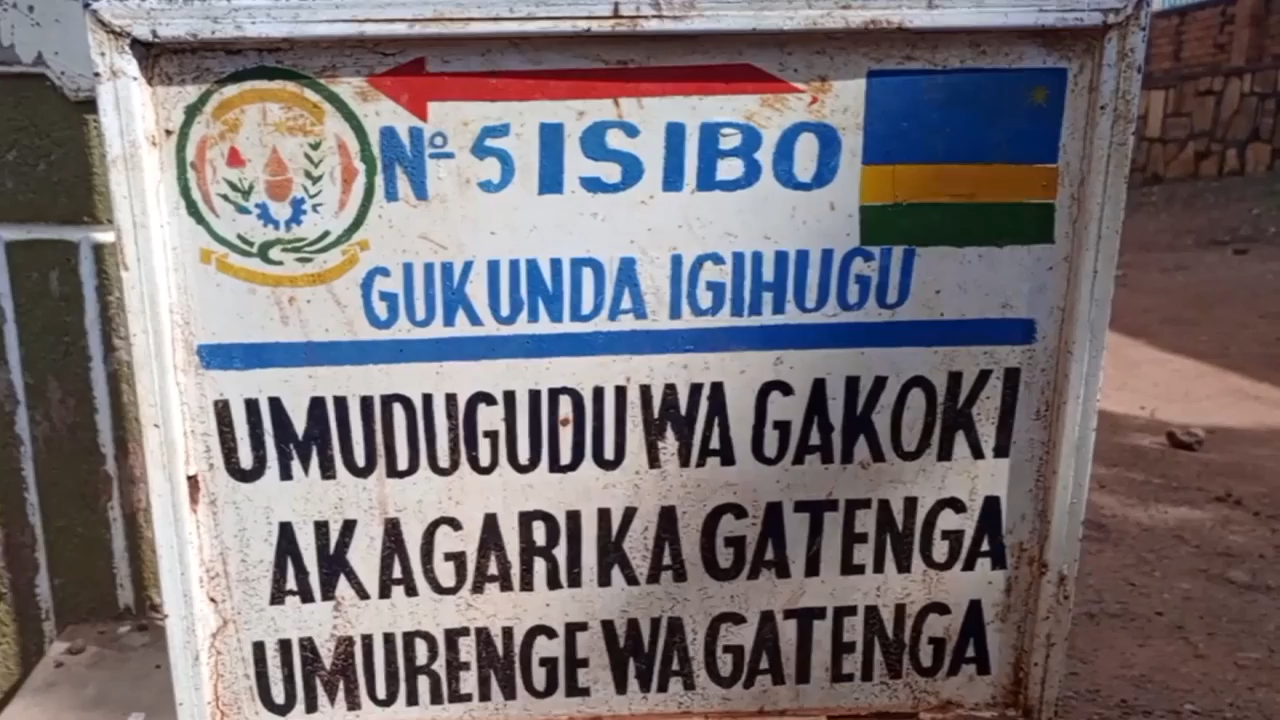 Nº 5 ISIBO
GUKUNDA IGIHUGU
UMUDUGUDU WA GAKOKI
AKAGARI KA GATENGA
UMURENGE WA GATENGA